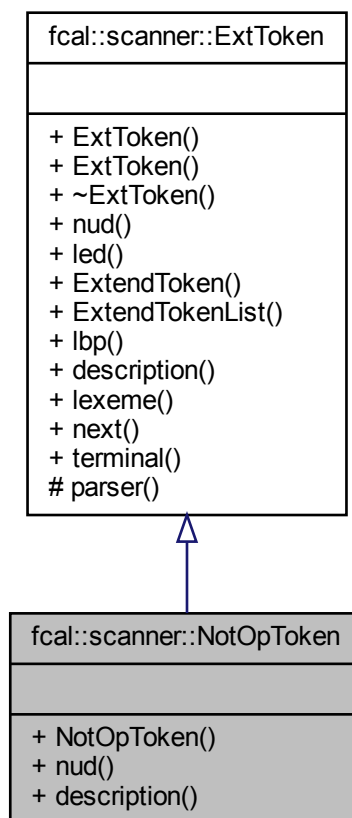 fcal::scanner::ExtToken
+ ExtToken()
+ ExtToken()
+ ~ExtToken()
+ nud()
+ led()
+ ExtendToken()
+ ExtendTokenList()
+ lbp()
+ description()
+ lexeme()
+ next()
+ terminal()
# parser()
fcal::scanner::NotOpToken
+ NotOpToken()
+ nud()
+ description()